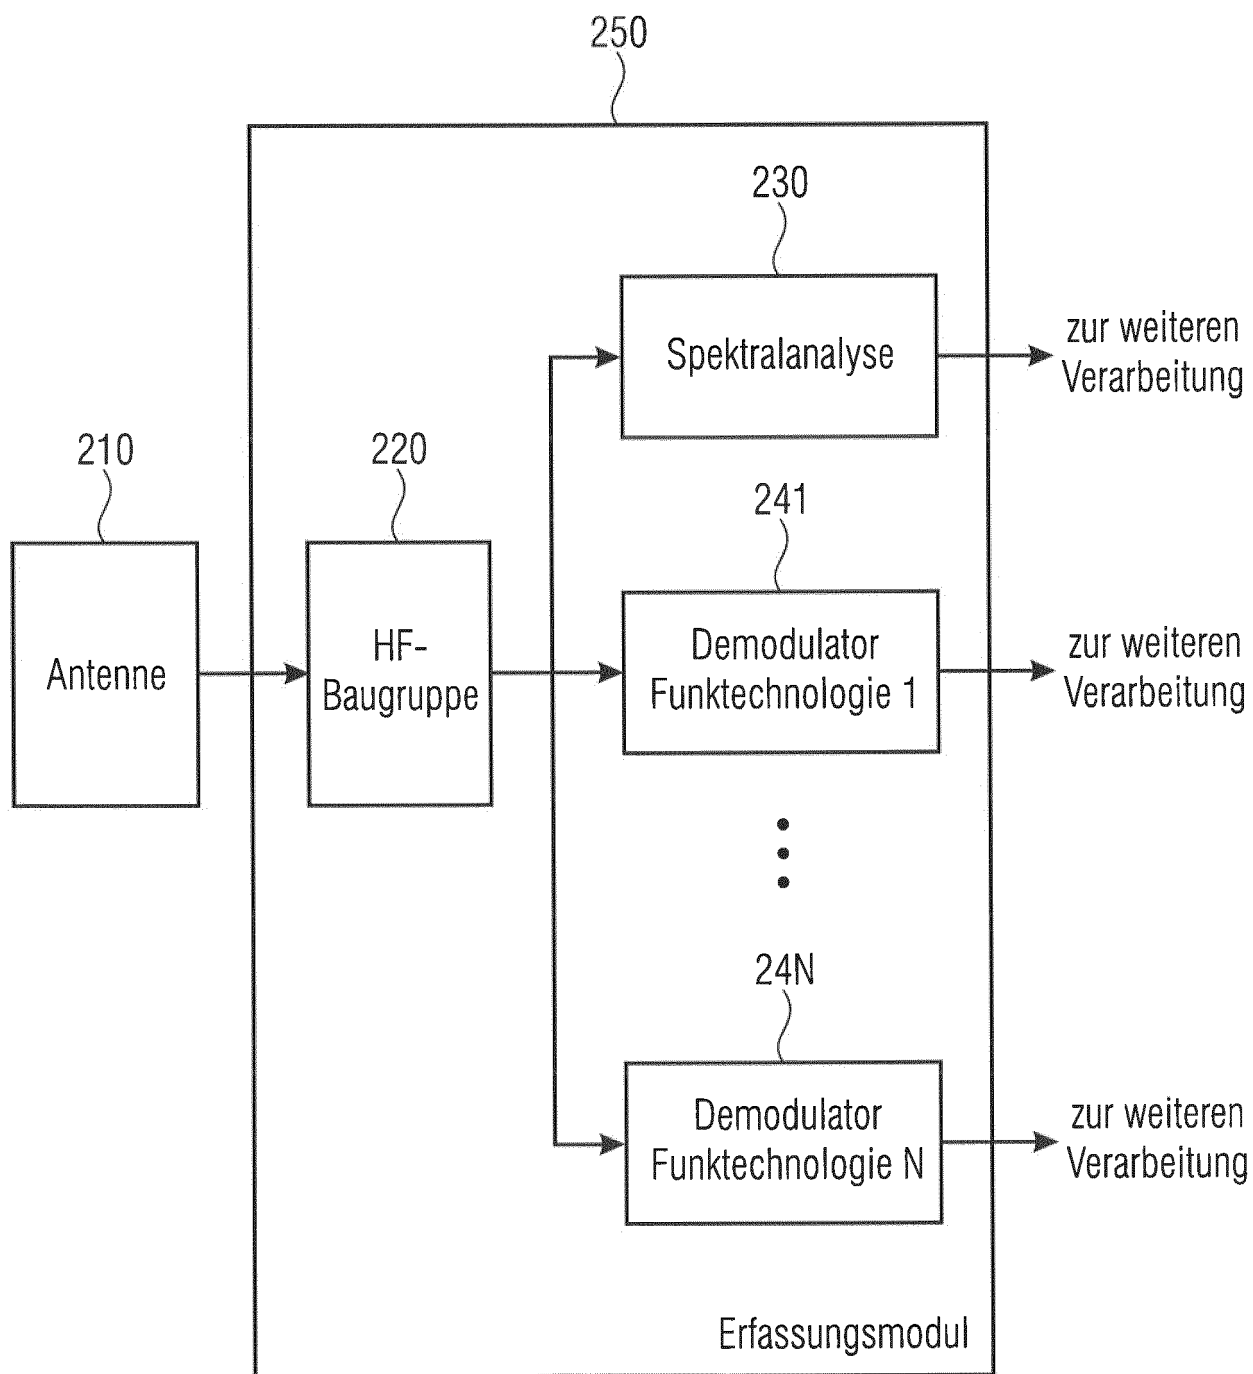 250
230
Spektralanalyse
zur weiteren
Verarbeitung
210
220
241
Antenne
HF-
Baugruppe
Demodulator
Funktechnologie 1
zur weiteren
Verarbeitung
24N
Demodulator
Funktechnologie N
zur weiteren
Verarbeitung
Erfassungsmodul